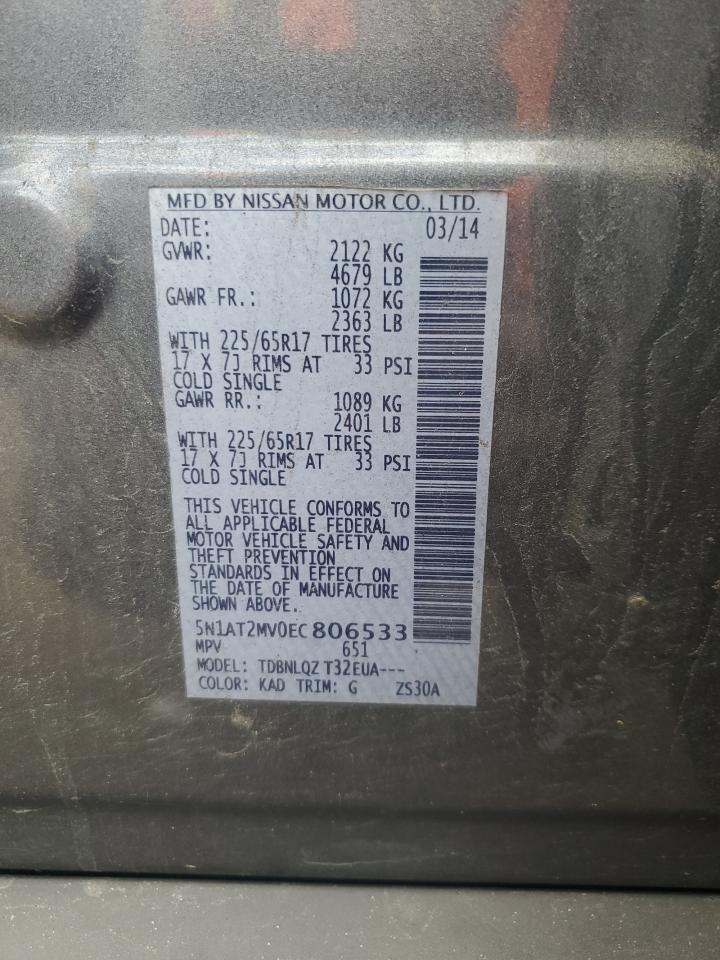 MFD BY NISSAN MOTOR CO., LTD.
DATE: 03/14
GVWR: 2122 KG
4679 LB
GAWR FR.: 1072 KG
2363 LB
WITH 225/65R17 TIRES
17 X 7J RIMS AT 33 PSI
COLD SINGLE
GAWR RR.: 1089 KG
2401 LB
WITH 225/65R17 TIRES
17 X 7J RIMS AT 33 PSI
COLD SINGLE
THIS VEHICLE CONFORMS TO
ALL APPLICABLE FEDERAL
MOTOR VEHICLE SAFETY AND
THEFT PREVENTION
STANDARDS IN EFFECT ON
THE DATE OF MANUFACTURE
SHOWN ABOVE.
5N1AT2MV0EC806533
MPV 651
MODEL: TDBNLQZ T32EUA---
COLOR: KAD TRIM: G ZS30A